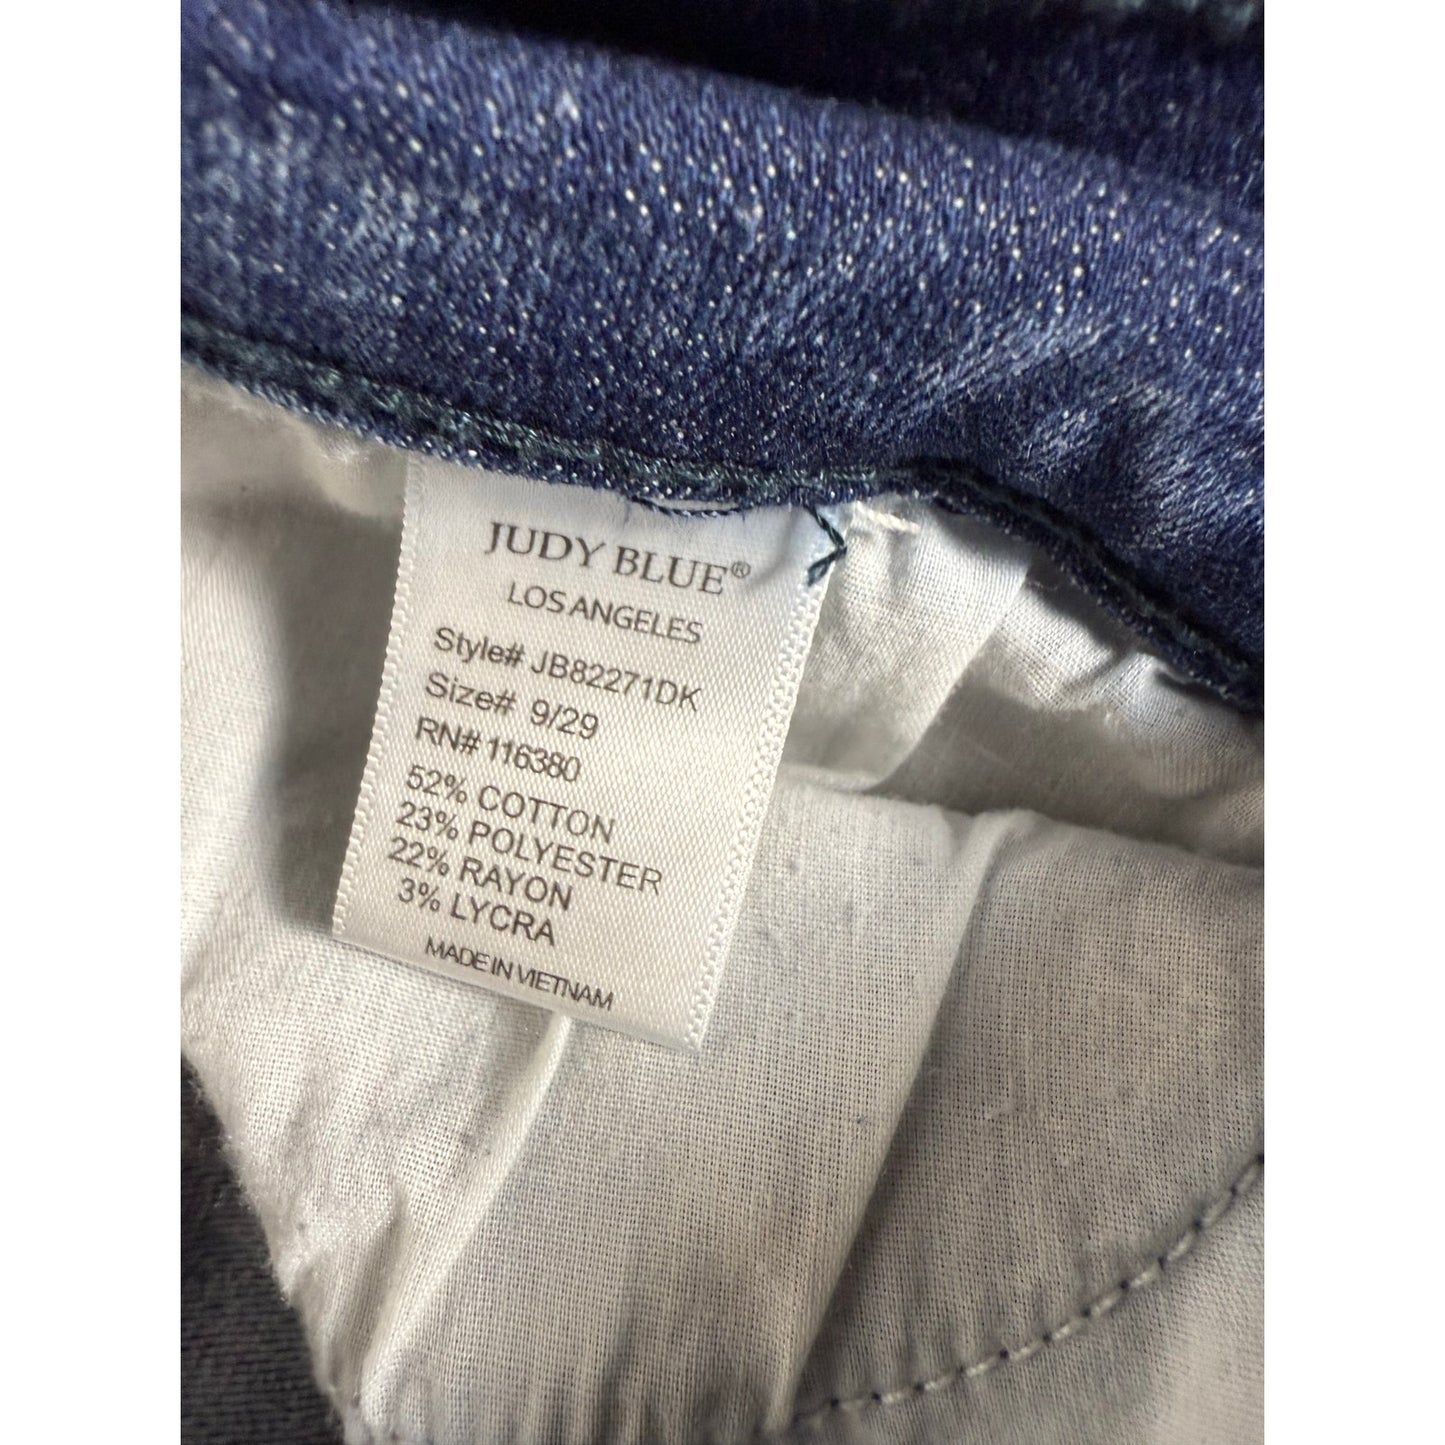 JUDY BLUE®
LOS ANGELES
Style# JB82271DK
Size# 9/29
RN# 116380
52% COTTON
23% POLYESTER
22% RAYON
3% LYCRA
MADE IN VIETNAM